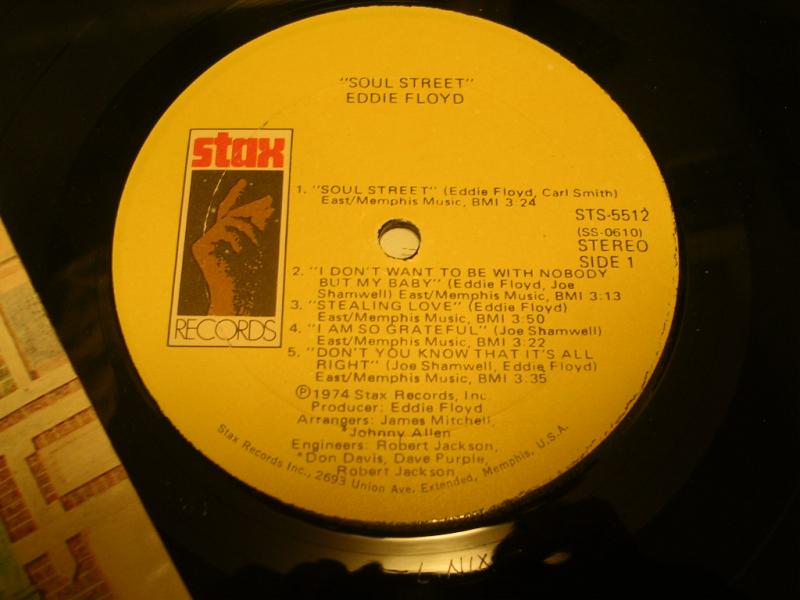 "SOUL STREET"
EDDIE FLOYD
stax
RECORDS
1. "SOUL STREET" (Eddie Floyd, Carl Smith)
East/Memphis Music, BMI 3:24
STS-5512
(SS-0610)
STEREO
SIDE 1
2. "I DON'T WANT TO BE WITH NOBODY
BUT MY BABY" (Eddie Floyd, Joe
Shamwell) East/Memphis Music, BMI 3:13
3. "STEALING LOVE" (Eddie Floyd)
East/Memphis Music, BMI 3:50
4. "I AM SO GRATEFUL" (Joe Shamwell)
East/Memphis Music, BMI 3:22
5. "DON'T YOU KNOW THAT IT'S ALL
RIGHT" (Joe Shamwell, Eddie Floyd)
East/Memphis Music, BMI 3:35
Ⓟ1974 Stax Records, Inc.
Producer: Eddie Floyd
Arrangers: James Mitchell,
*Johnny Allen
Engineers: Robert Jackson,
*Don Davis, Dave Purple,
Robert Jackson
Stax Records Inc., 2693 Union Ave. Extended, Memphis, U.S.A.